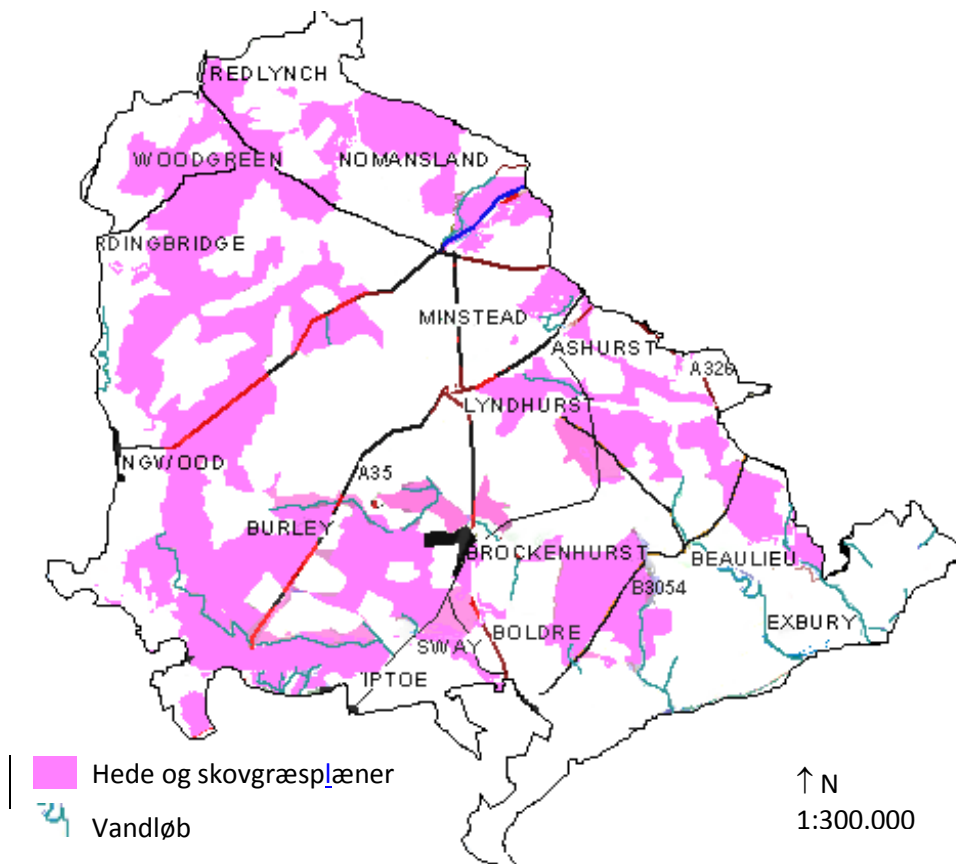 REDLYNCH
WOODGREEN
NOMANSLAND
RDINGBRIDGE
MINSTEAD
ASHURST
A326
LYNDHURST
NGWOOD
A35
BURLEY
BROCKENHURST
BEAULIEU
B3054
EXBURY
BOLDRE
SWAY
IPTOE
Hede og skovgræsplæner
Vandløb
↑ N
1:300.000